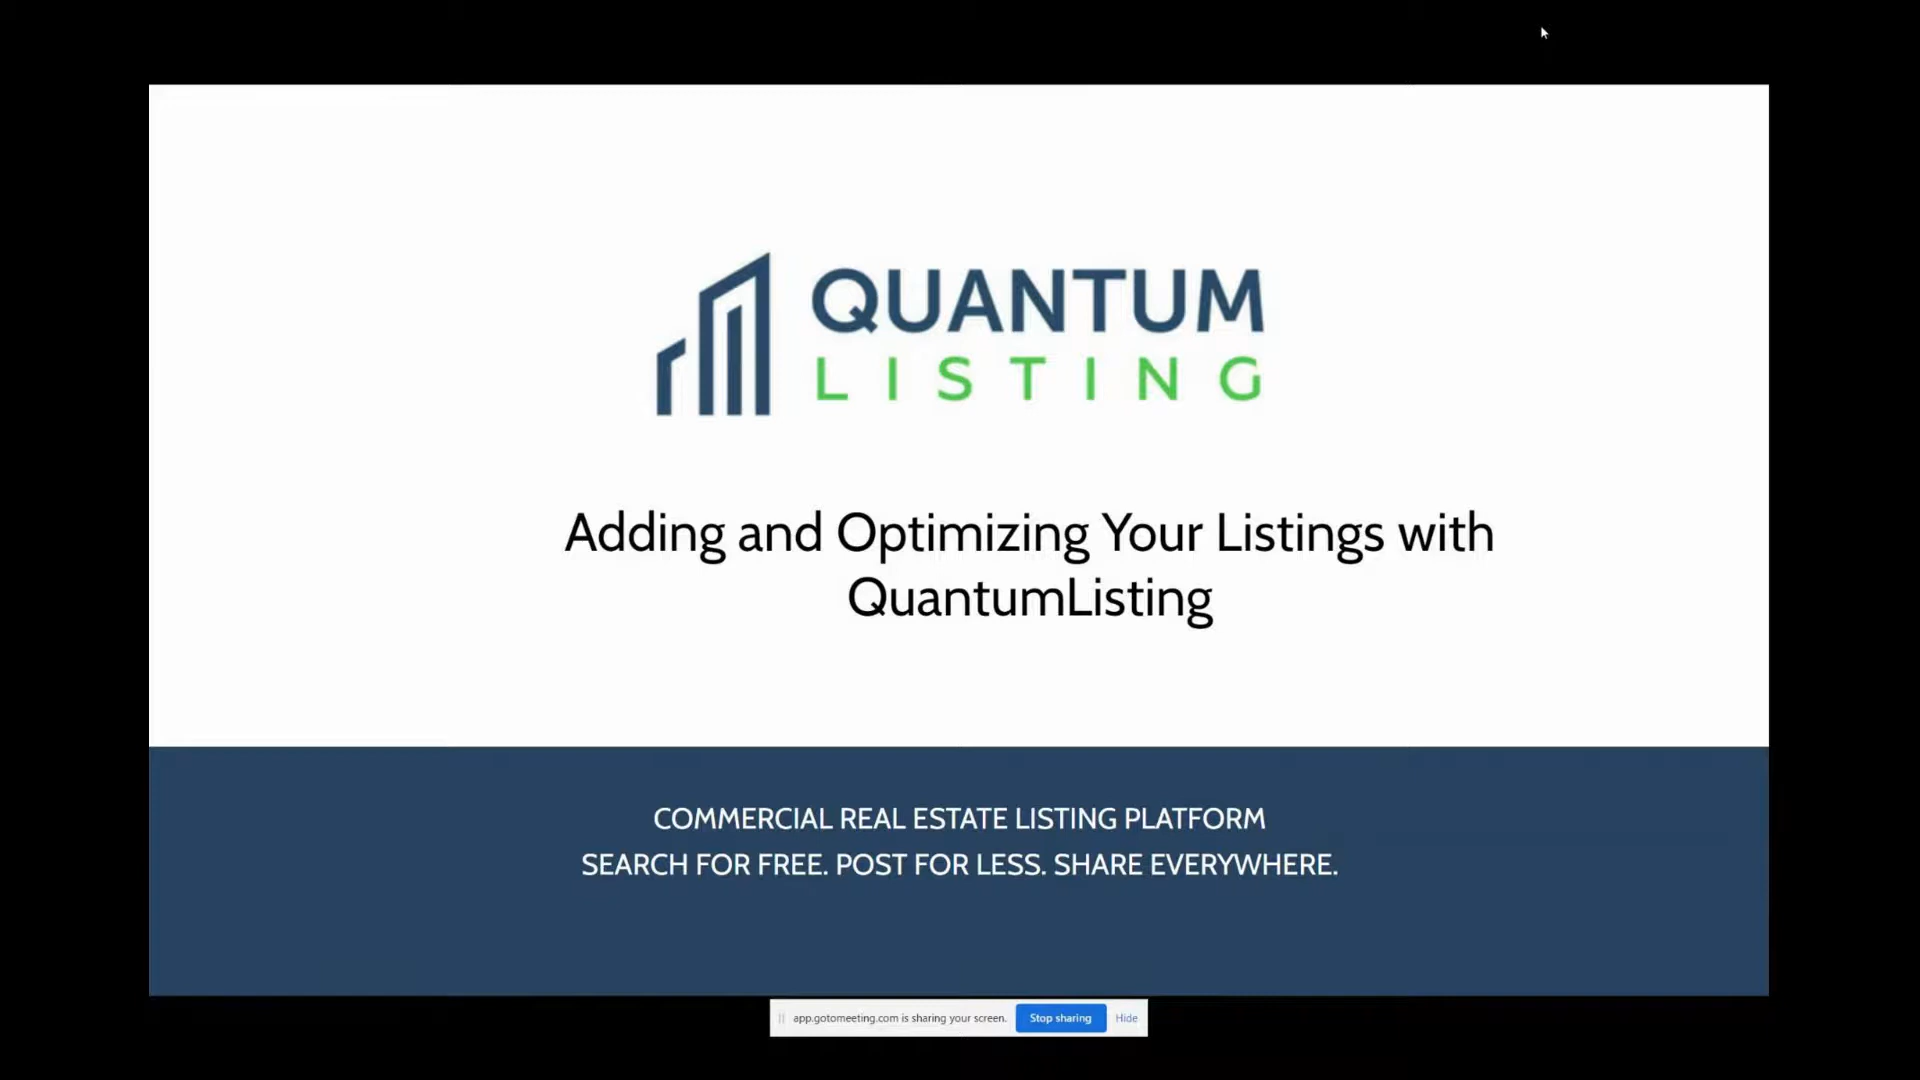 QUANTUM
LISTING
Adding and Optimizing Your Listings with
QuantumListing
COMMERCIAL REAL ESTATE LISTING PLATFORM
SEARCH FOR FREE. POST FOR LESS. SHARE EVERYWHERE.
app.gotomeeting.com is sharing your screen. Stop sharing Hide